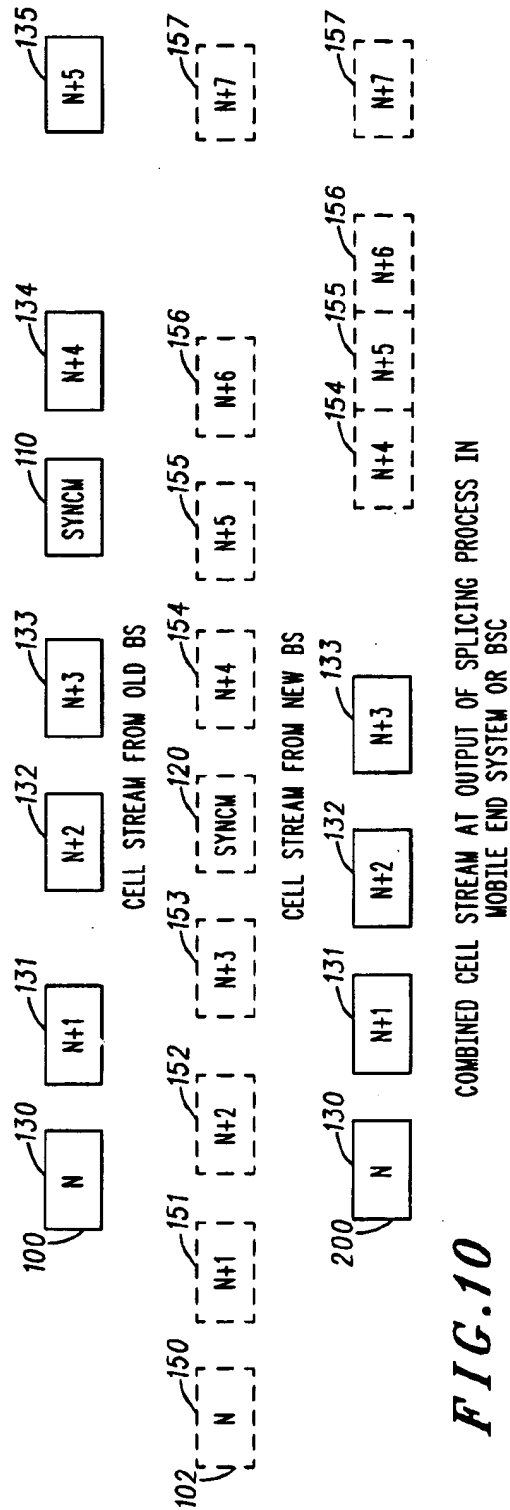 100 130 131 132 133 110 134 135
N N+1 N+2 N+3 SYNCM N+4 N+5
CELL STREAM FROM OLD BS
102 150 151 152 153 120 154 155 156 157
N N+1 N+2 N+3 SYNCM N+4 N+5 N+6 N+7
CELL STREAM FROM NEW BS
200 130 131 132 133 154 155 156 157
N N+1 N+2 N+3 N+4 N+5 N+6 N+7
COMBINED CELL STREAM AT OUTPUT OF SPLICING PROCESS IN
MOBILE END SYSTEM OR BSC
FIG.10